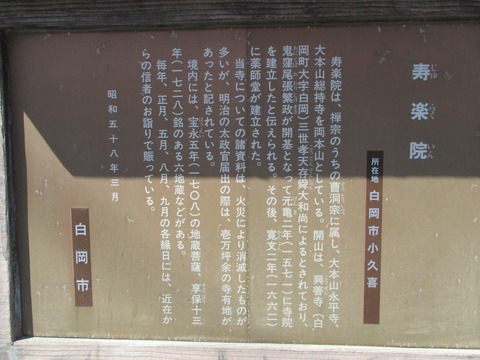 寿楽院
じゅらくいん
所在地 白岡市小久喜
寿楽院は、禅宗のうちの曹洞宗に属し、大本山永平寺、
大本山総持寺を両本山としている。開山は、興善寺（白
岡町大字白岡）三世孝天存舜大和尚によるとされており、
鬼窪尾張繁政が開基となって元亀二年（一五七一）に寺院
を建立したと伝えられる。その後、寛文二年（一六六二）
に薬師堂が建立された。
当寺についての諸資料は、火災により消滅したものが
多いが、明治の太政官届出の際は、壱万坪余の寺有地が
あったと記されている。
境内には、宝永五年（一七〇八）の地蔵菩薩、享保十三
年（一七二八）銘のある六地蔵などがある。
毎年、正月、五月、八月、九月の各縁日には、近在か
らの信者のお詣りで賑っている。
昭和五十八年三月
白岡市